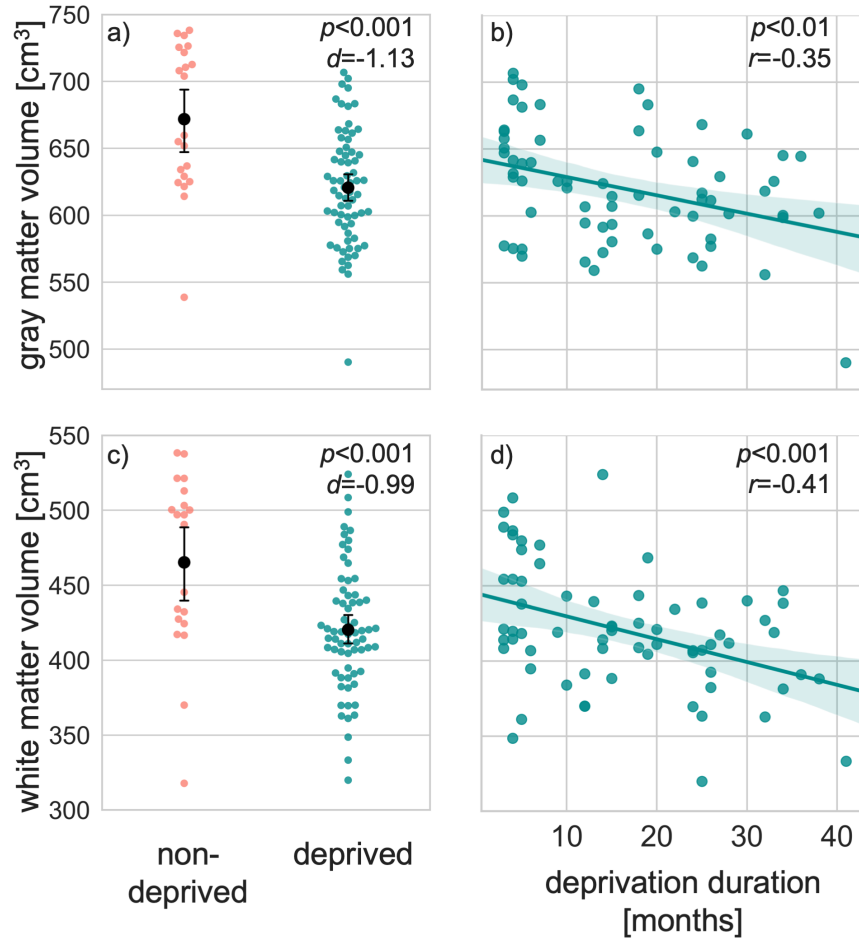 a)
p<0.001
d=-1.13
750
700
650
600
550
500
gray matter volume [cm³]
b)
p<0.01
r=-0.35
c)
p<0.001
d=-0.99
550
500
450
400
350
300
white matter volume [cm³]
non-
deprived
deprived
d)
p<0.001
r=-0.41
10
20
30
40
deprivation duration
[months]